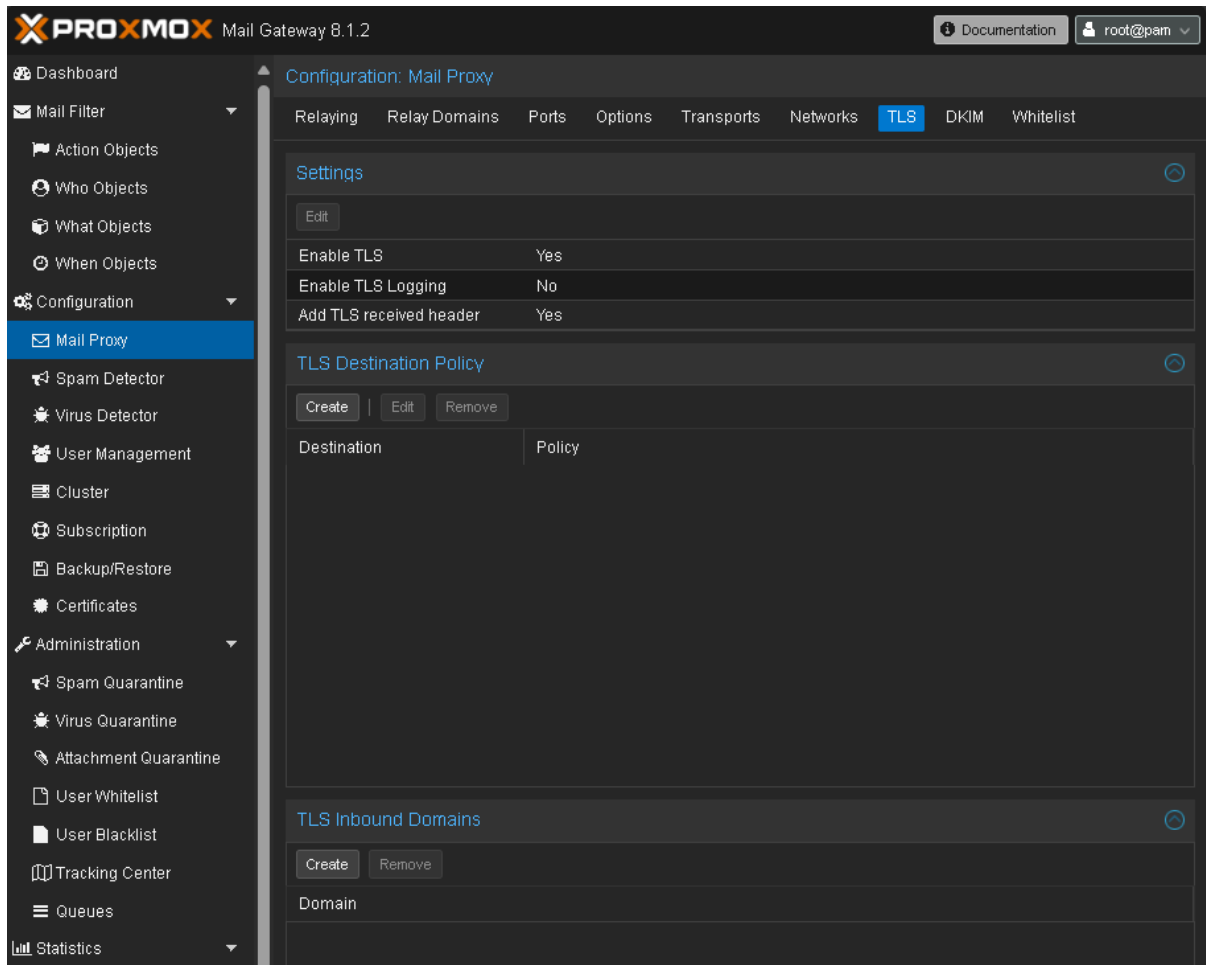 PROXMOX Mail Gateway 8.1.2
Documentation
root@pam
Dashboard
Mail Filter
Action Objects
Who Objects
What Objects
When Objects
Configuration
Mail Proxy
Spam Detector
Virus Detector
User Management
Cluster
Subscription
Backup/Restore
Certificates
Administration
Spam Quarantine
Virus Quarantine
Attachment Quarantine
User Whitelist
User Blacklist
Tracking Center
Queues
Statistics
Configuration: Mail Proxy
Relaying Relay Domains Ports Options Transports Networks TLS DKIM Whitelist
Settings
Edit
Enable TLS Yes
Enable TLS Logging No
Add TLS received header Yes
TLS Destination Policy
Create | Edit Remove
Destination Policy
TLS Inbound Domains
Create Remove
Domain